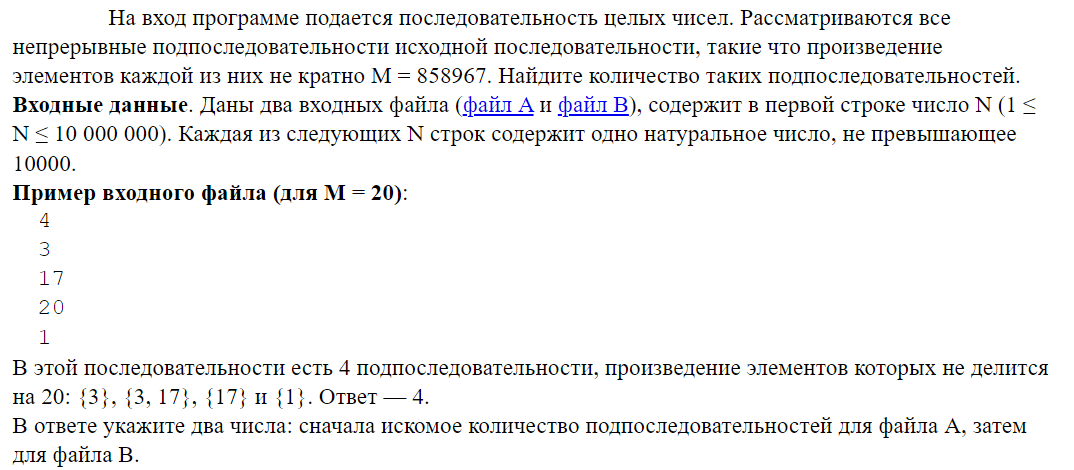 На вход программе подается последовательность целых чисел. Рассматриваются все
непрерывные подпоследовательности исходной последовательности, такие что произведение
элементов каждой из них не кратно M = 858967. Найдите количество таких подпоследовательностей.
Входные данные. Даны два входных файла (файл A и файл B), содержит в первой строке число N (1 ≤
N ≤ 10 000 000). Каждая из следующих N строк содержит одно натуральное число, не превышающее
10000.
Пример входного файла (для M = 20):
4
3
17
20
1
В этой последовательности есть 4 подпоследовательности, произведение элементов которых не делится
на 20: {3}, {3, 17}, {17} и {1}. Ответ — 4.
В ответе укажите два числа: сначала искомое количество подпоследовательностей для файла A, затем
для файла B.